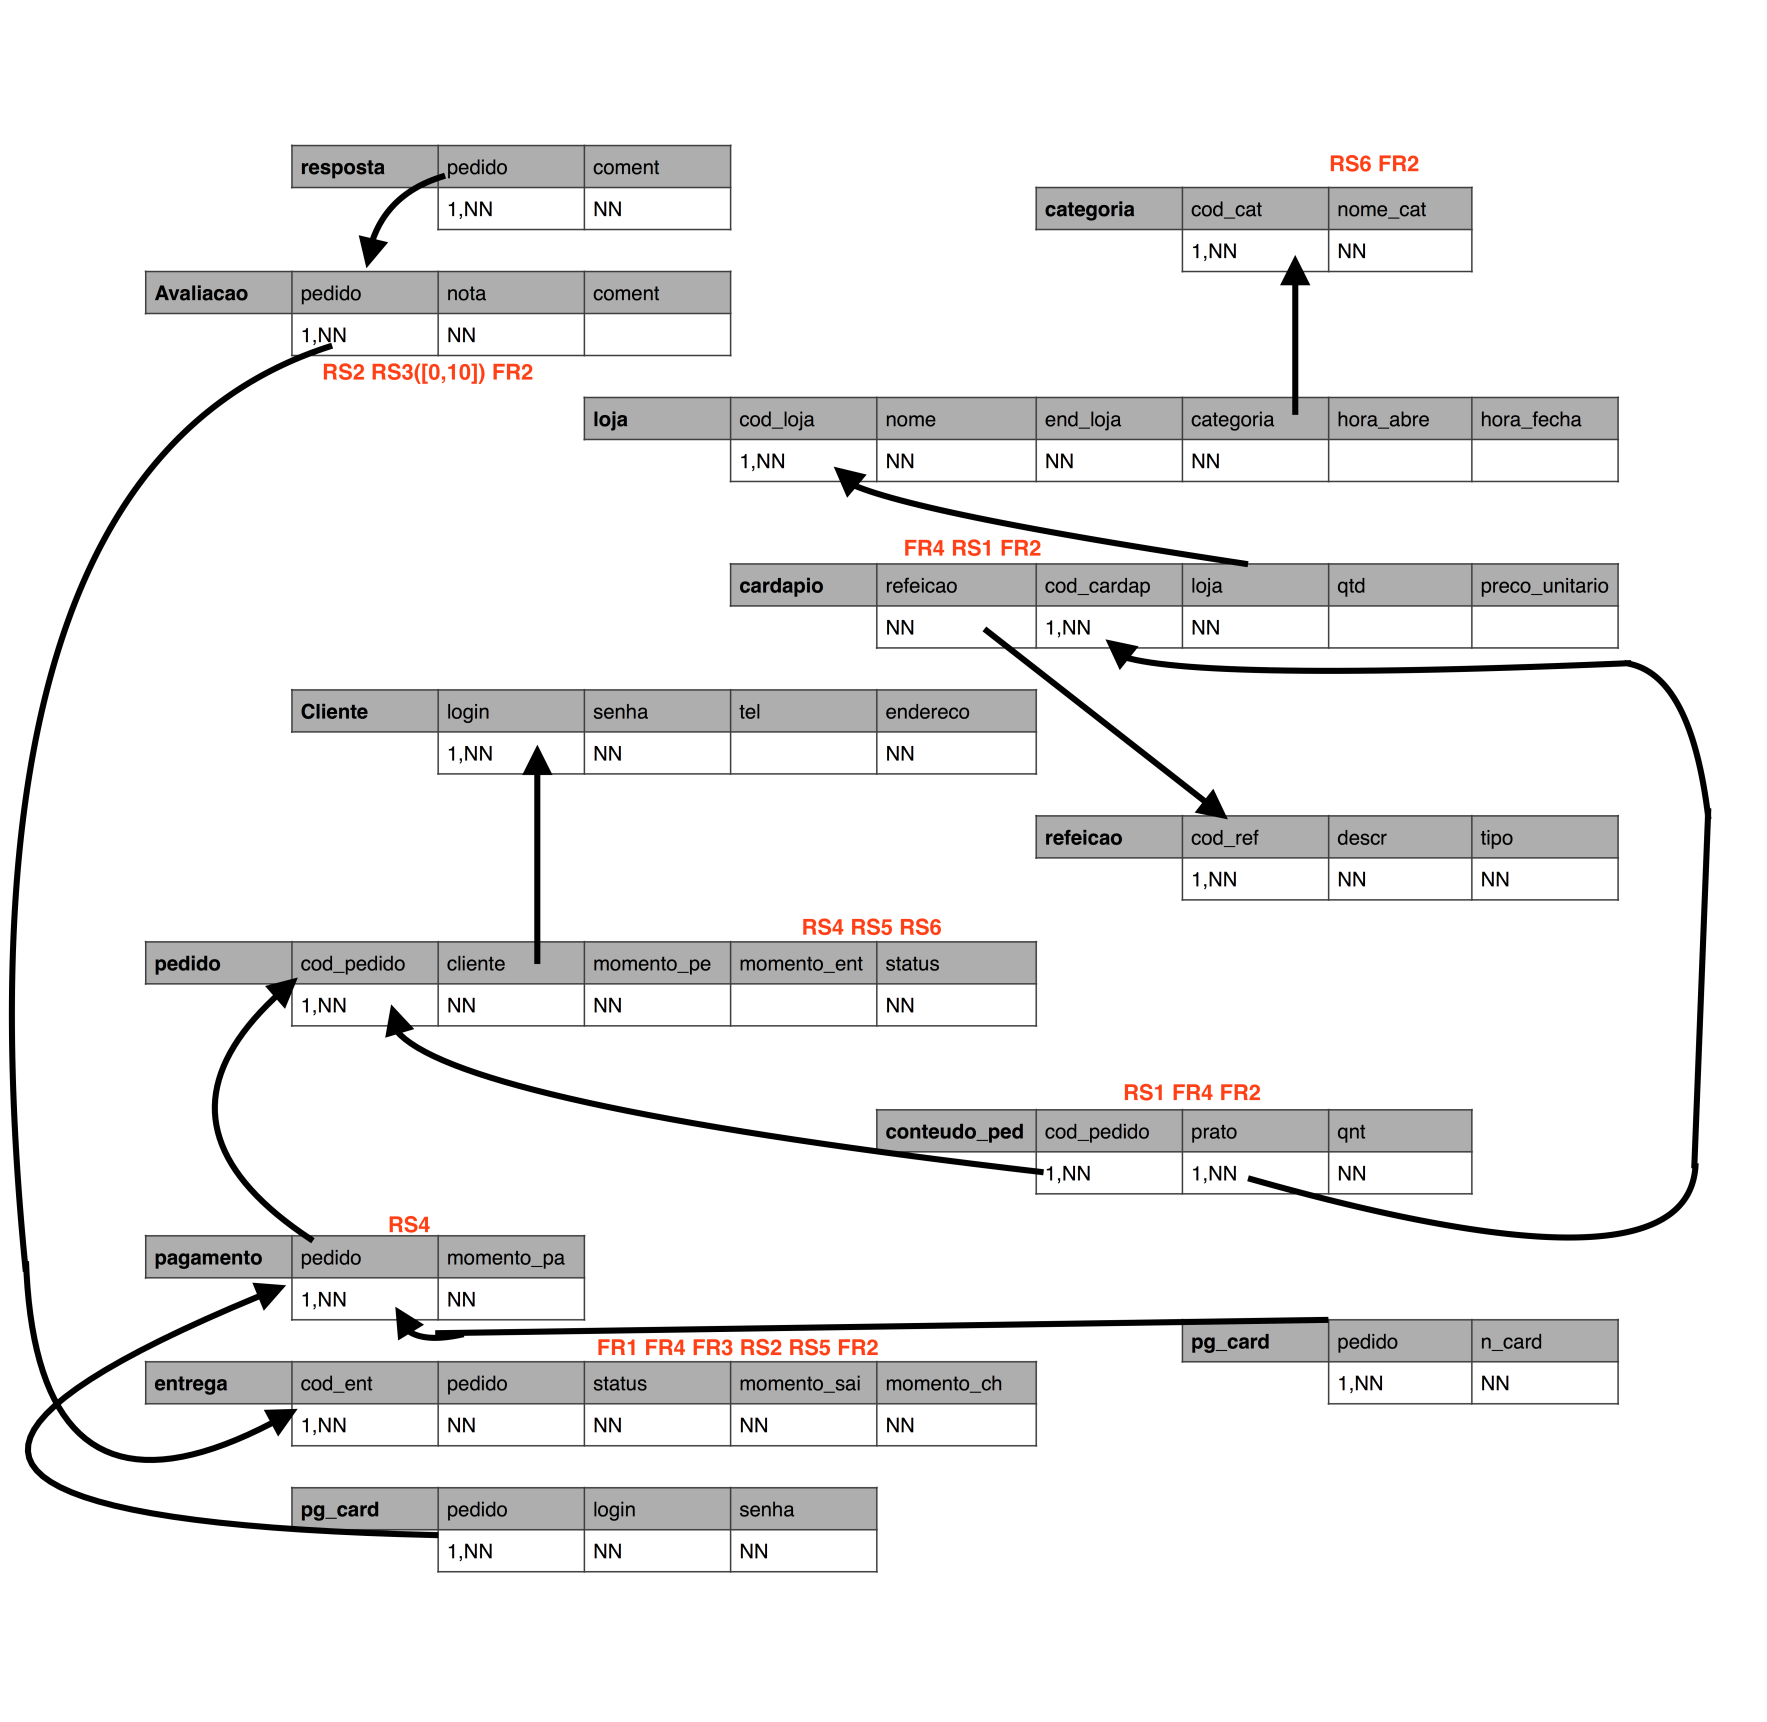 resposta pedido coment
1,NN NN
RS6 FR2
categoria cod_cat nome_cat
1,NN NN
Avaliacao pedido nota coment
1,NN NN
RS2 RS3([0,10]) FR2
loja cod_loja nome end_loja categoria hora_abre hora_fecha
1,NN NN NN NN
FR4 RS1 FR2
cardapio refeicao cod_cardap loja qtd preco_unitario
NN 1,NN NN
Cliente login senha tel endereco
1,NN NN NN
refeicao cod_ref descr tipo
1,NN NN NN
RS4 RS5 RS6
pedido cod_pedido cliente momento_pe momento_ent status
1,NN NN NN NN
RS1 FR4 FR2
conteudo_ped cod_pedido prato qnt
1,NN 1,NN NN
RS4
pagamento pedido momento_pa
1,NN NN
FR1 FR4 FR3 RS2 RS5 FR2
pg_card pedido n_card
1,NN NN
entrega cod_ent pedido status momento_sai momento_ch
1,NN NN NN NN NN
pg_card pedido login senha
1,NN NN NN